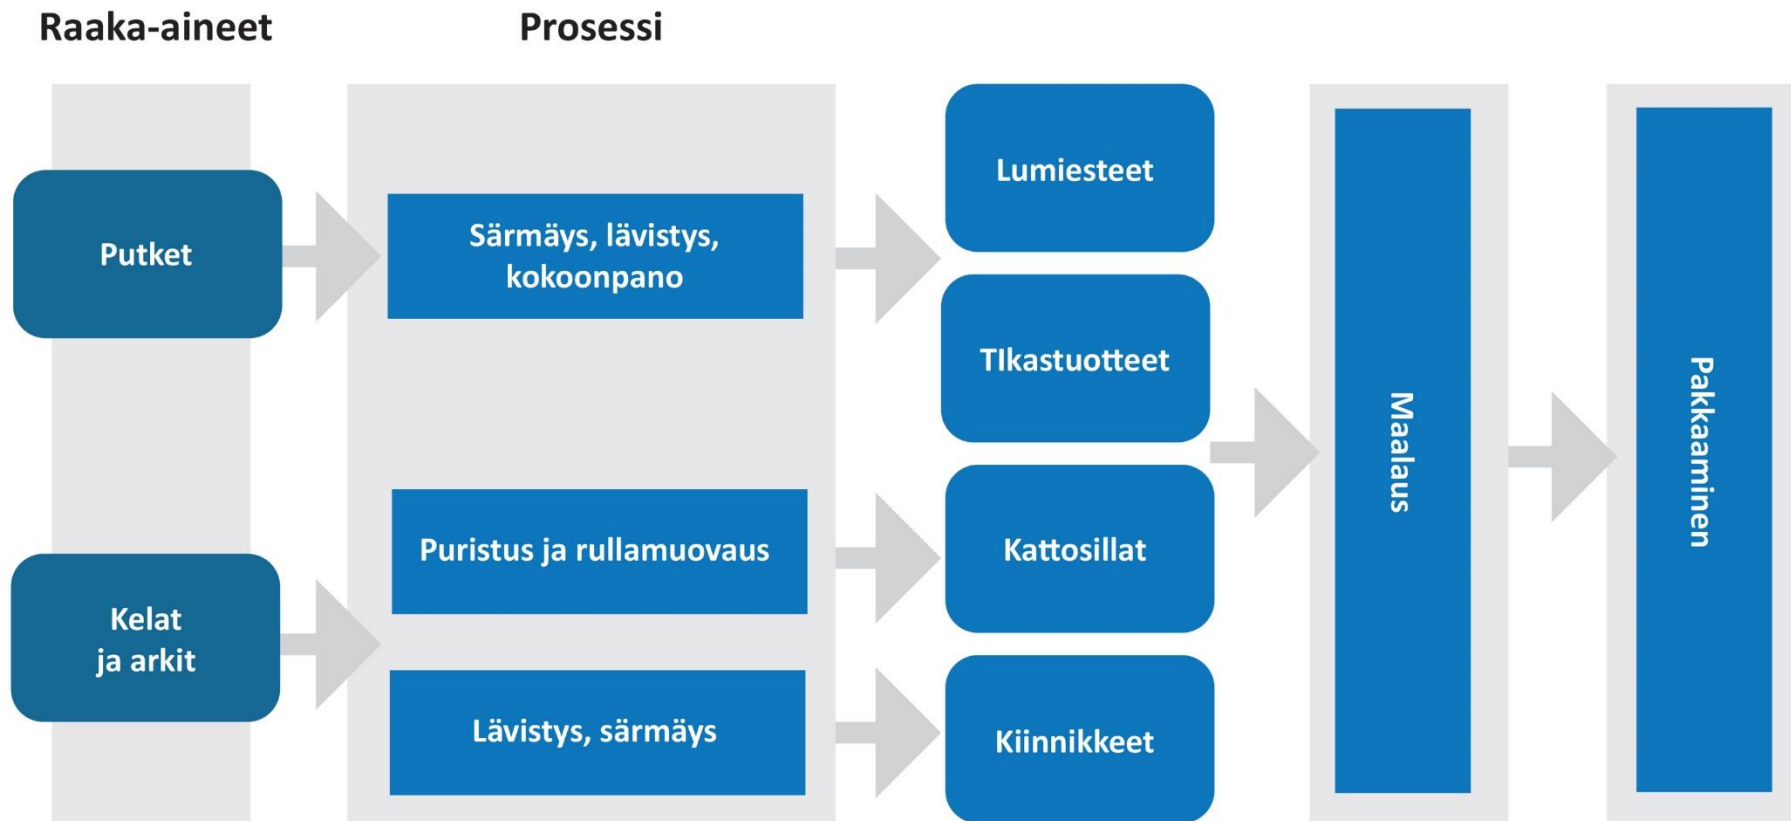 Raaka-aineet
Prosessi
Putket
Särmäys, lävistys,
kokoonpano
Lumiesteet
TIkastuotteet
Kelat
ja arkit
Puristus ja rullamuovaus
Kattosillat
Lävistys, särmäys
Kiinnikkeet
Maalaus
Pakkaaminen